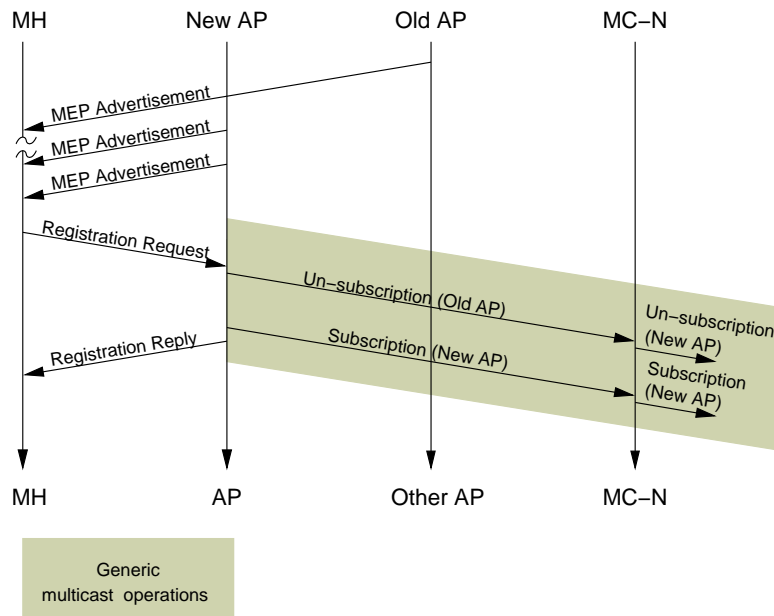 MH New AP Old AP MC−N
MEP Advertisement
MEP Advertisement
MEP Advertisement
Registration Request
Un−subscription (Old AP)
Un−subscription
(New AP)
Registration Reply
Subscription (New AP)
Subscription
(New AP)
MH AP Other AP MC−N
Generic
multicast operations